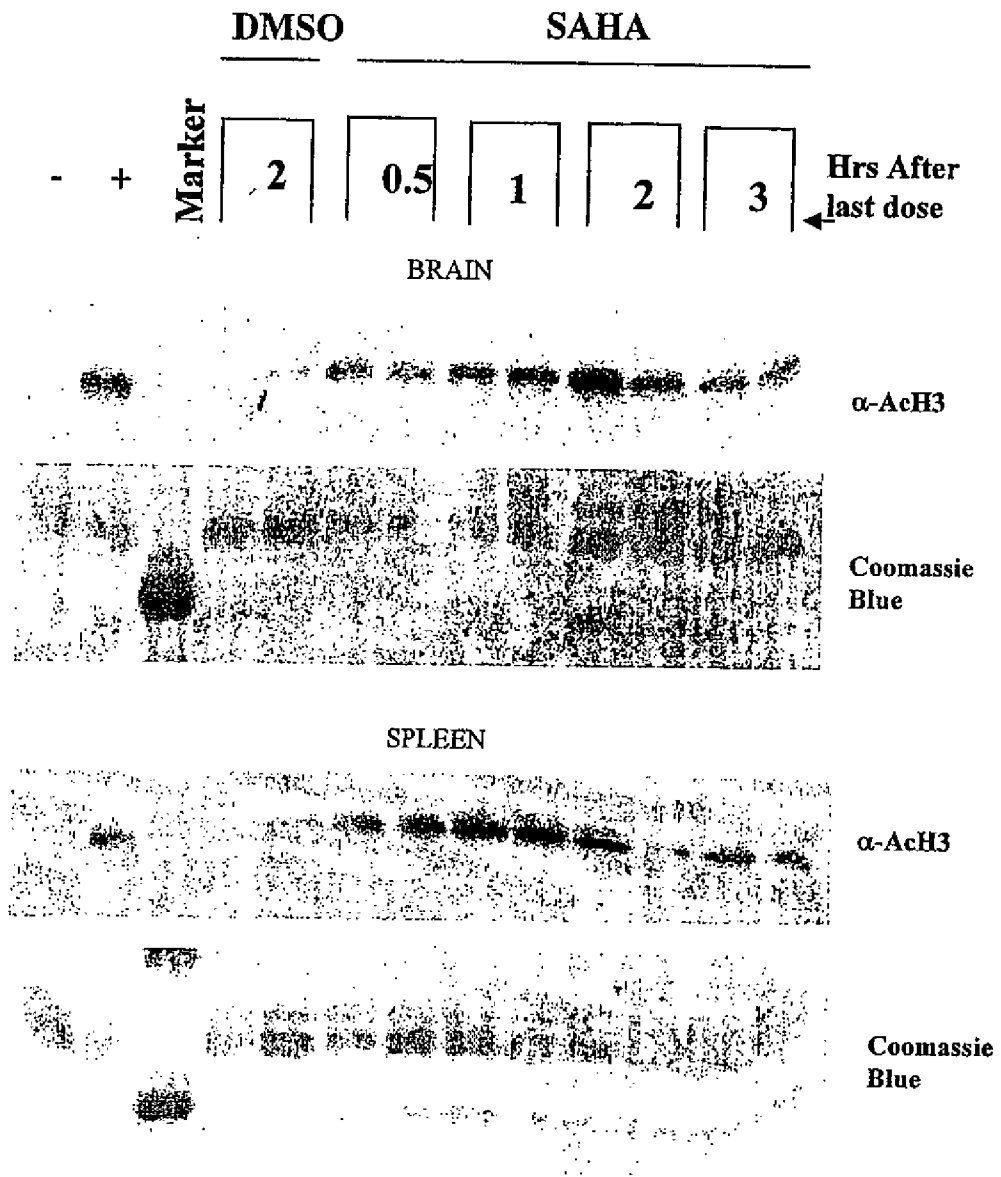 DMSO SAHA
- + Marker 2 0.5 1 2 3 Hrs After
last dose
BRAIN
α-AcH3
Coomassie
Blue
SPLEEN
α-AcH3
Coomassie
Blue